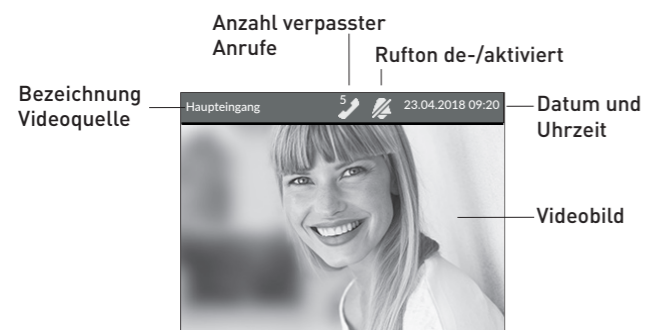 Anzahl verpasster
Anrufe
Rufton de-/aktiviert
Bezeichnung
Videoquelle
Haupteingang
5
23.04.2018 09:20
Datum und
Uhrzeit
Videobild